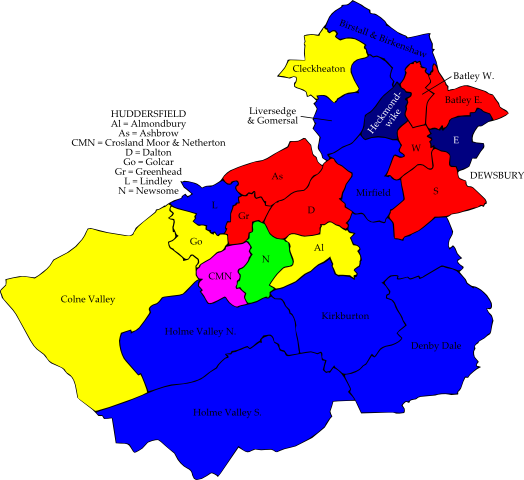 Birstall & Birkenshaw
Cleckheaton
Batley W.
Batley E.
Liversedge
& Gomersal
Heckmond-
wike
E
W
DEWSBURY
HUDDERSFIELD
Al = Almondbury
As = Ashbrow
CMN = Crosland Moor & Netherton
D = Dalton
Go = Golcar
Gr = Greenhead
L = Lindley
N = Newsome
As
Mirfield
S
L
Gr
D
Go
N
Al
CMN
Colne Valley
Kirkburton
Holme Valley N.
Denby Dale
Holme Valley S.